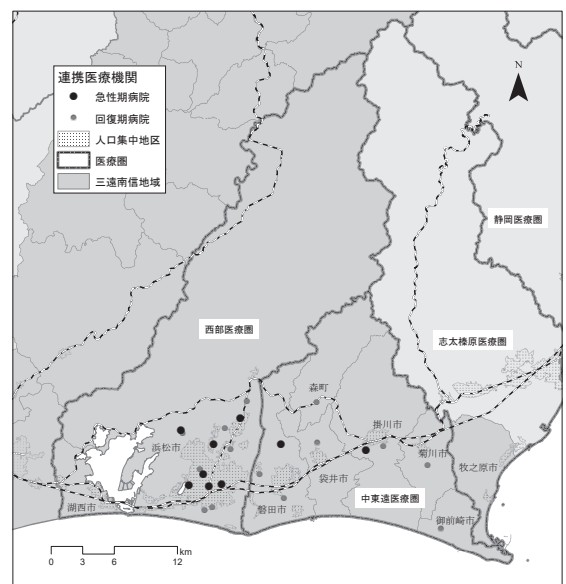 連携医療機関
急性期病院
回復期病院
人口集中地区
医療圏
三遠南信地域
N
静岡医療圏
西部医療圏
志太榛原医療圏
森町
掛川市
浜松市
菊川市
牧之原市
袋井市
中東遠医療圏
湖西市
磐田市
御前崎市
km
0 3 6 12